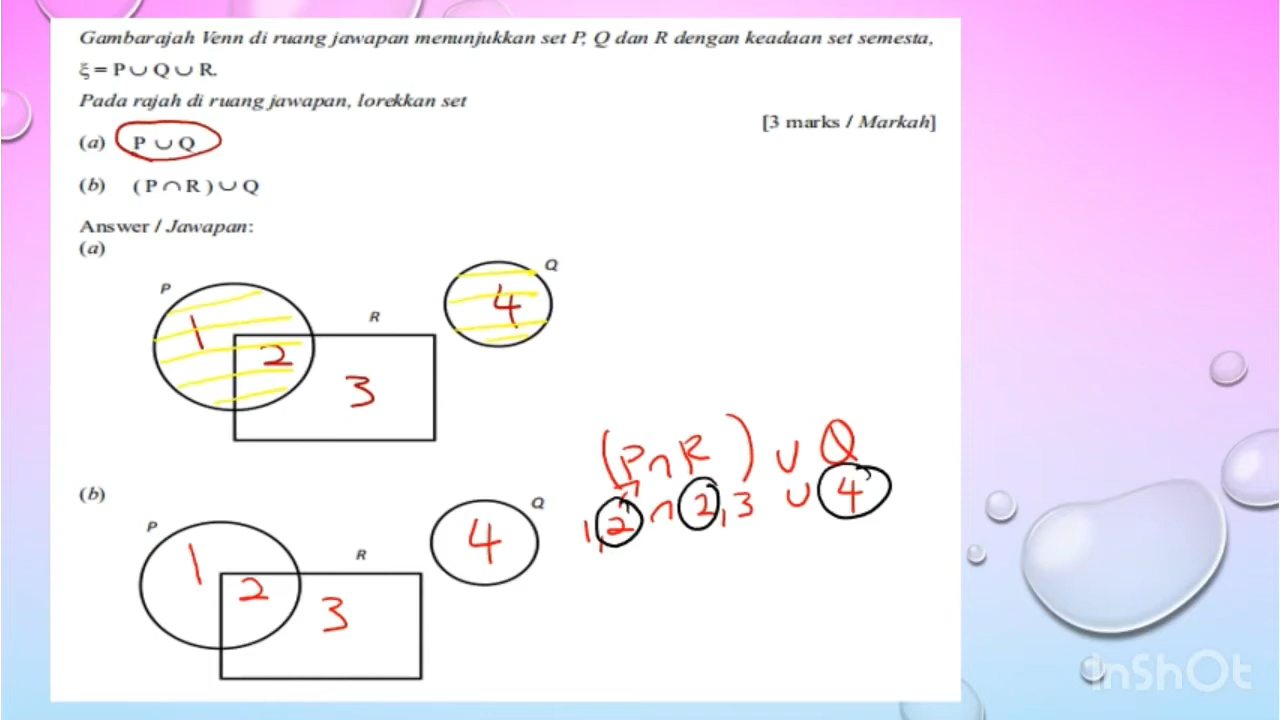 Gambarajah Venn di ruang jawapan menunjukkan set P, Q dan R dengan keadaan set semesta,
ξ = P ∪ Q ∪ R.
Pada rajah di ruang jawapan, lorekkan set
[3 marks / Markah]
(a) P ∪ Q
(b) ( P ∩ R ) ∪ Q
Answer / Jawapan:
(a)
P
Q
R
1
2
3
4
(P ∩ R) ∪ Q
1, 2 ∩ 2, 3 ∪ 4
(b)
P
Q
R
1
2
3
4
InShOt